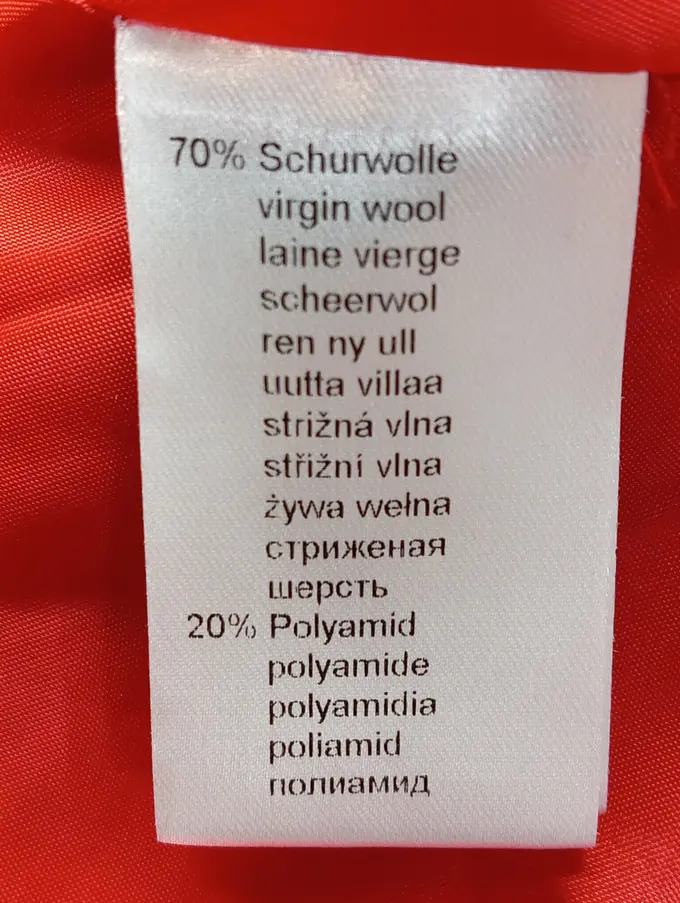 70% Schurwolle
virgin wool
laine vierge
scheerwol
ren ny ull
uutta villaa
strižná vlna
střižní vlna
żywa wełna
стриженая
шерсть
20% Polyamid
polyamide
polyamidia
poliamid
полиамид